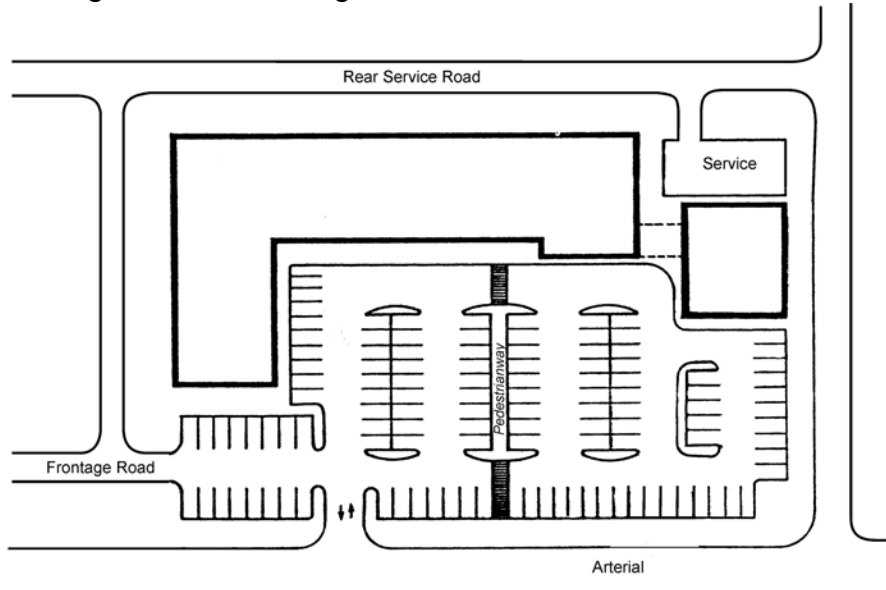 Rear Service Road
Service
Pedestrianway
Frontage Road
Arterial